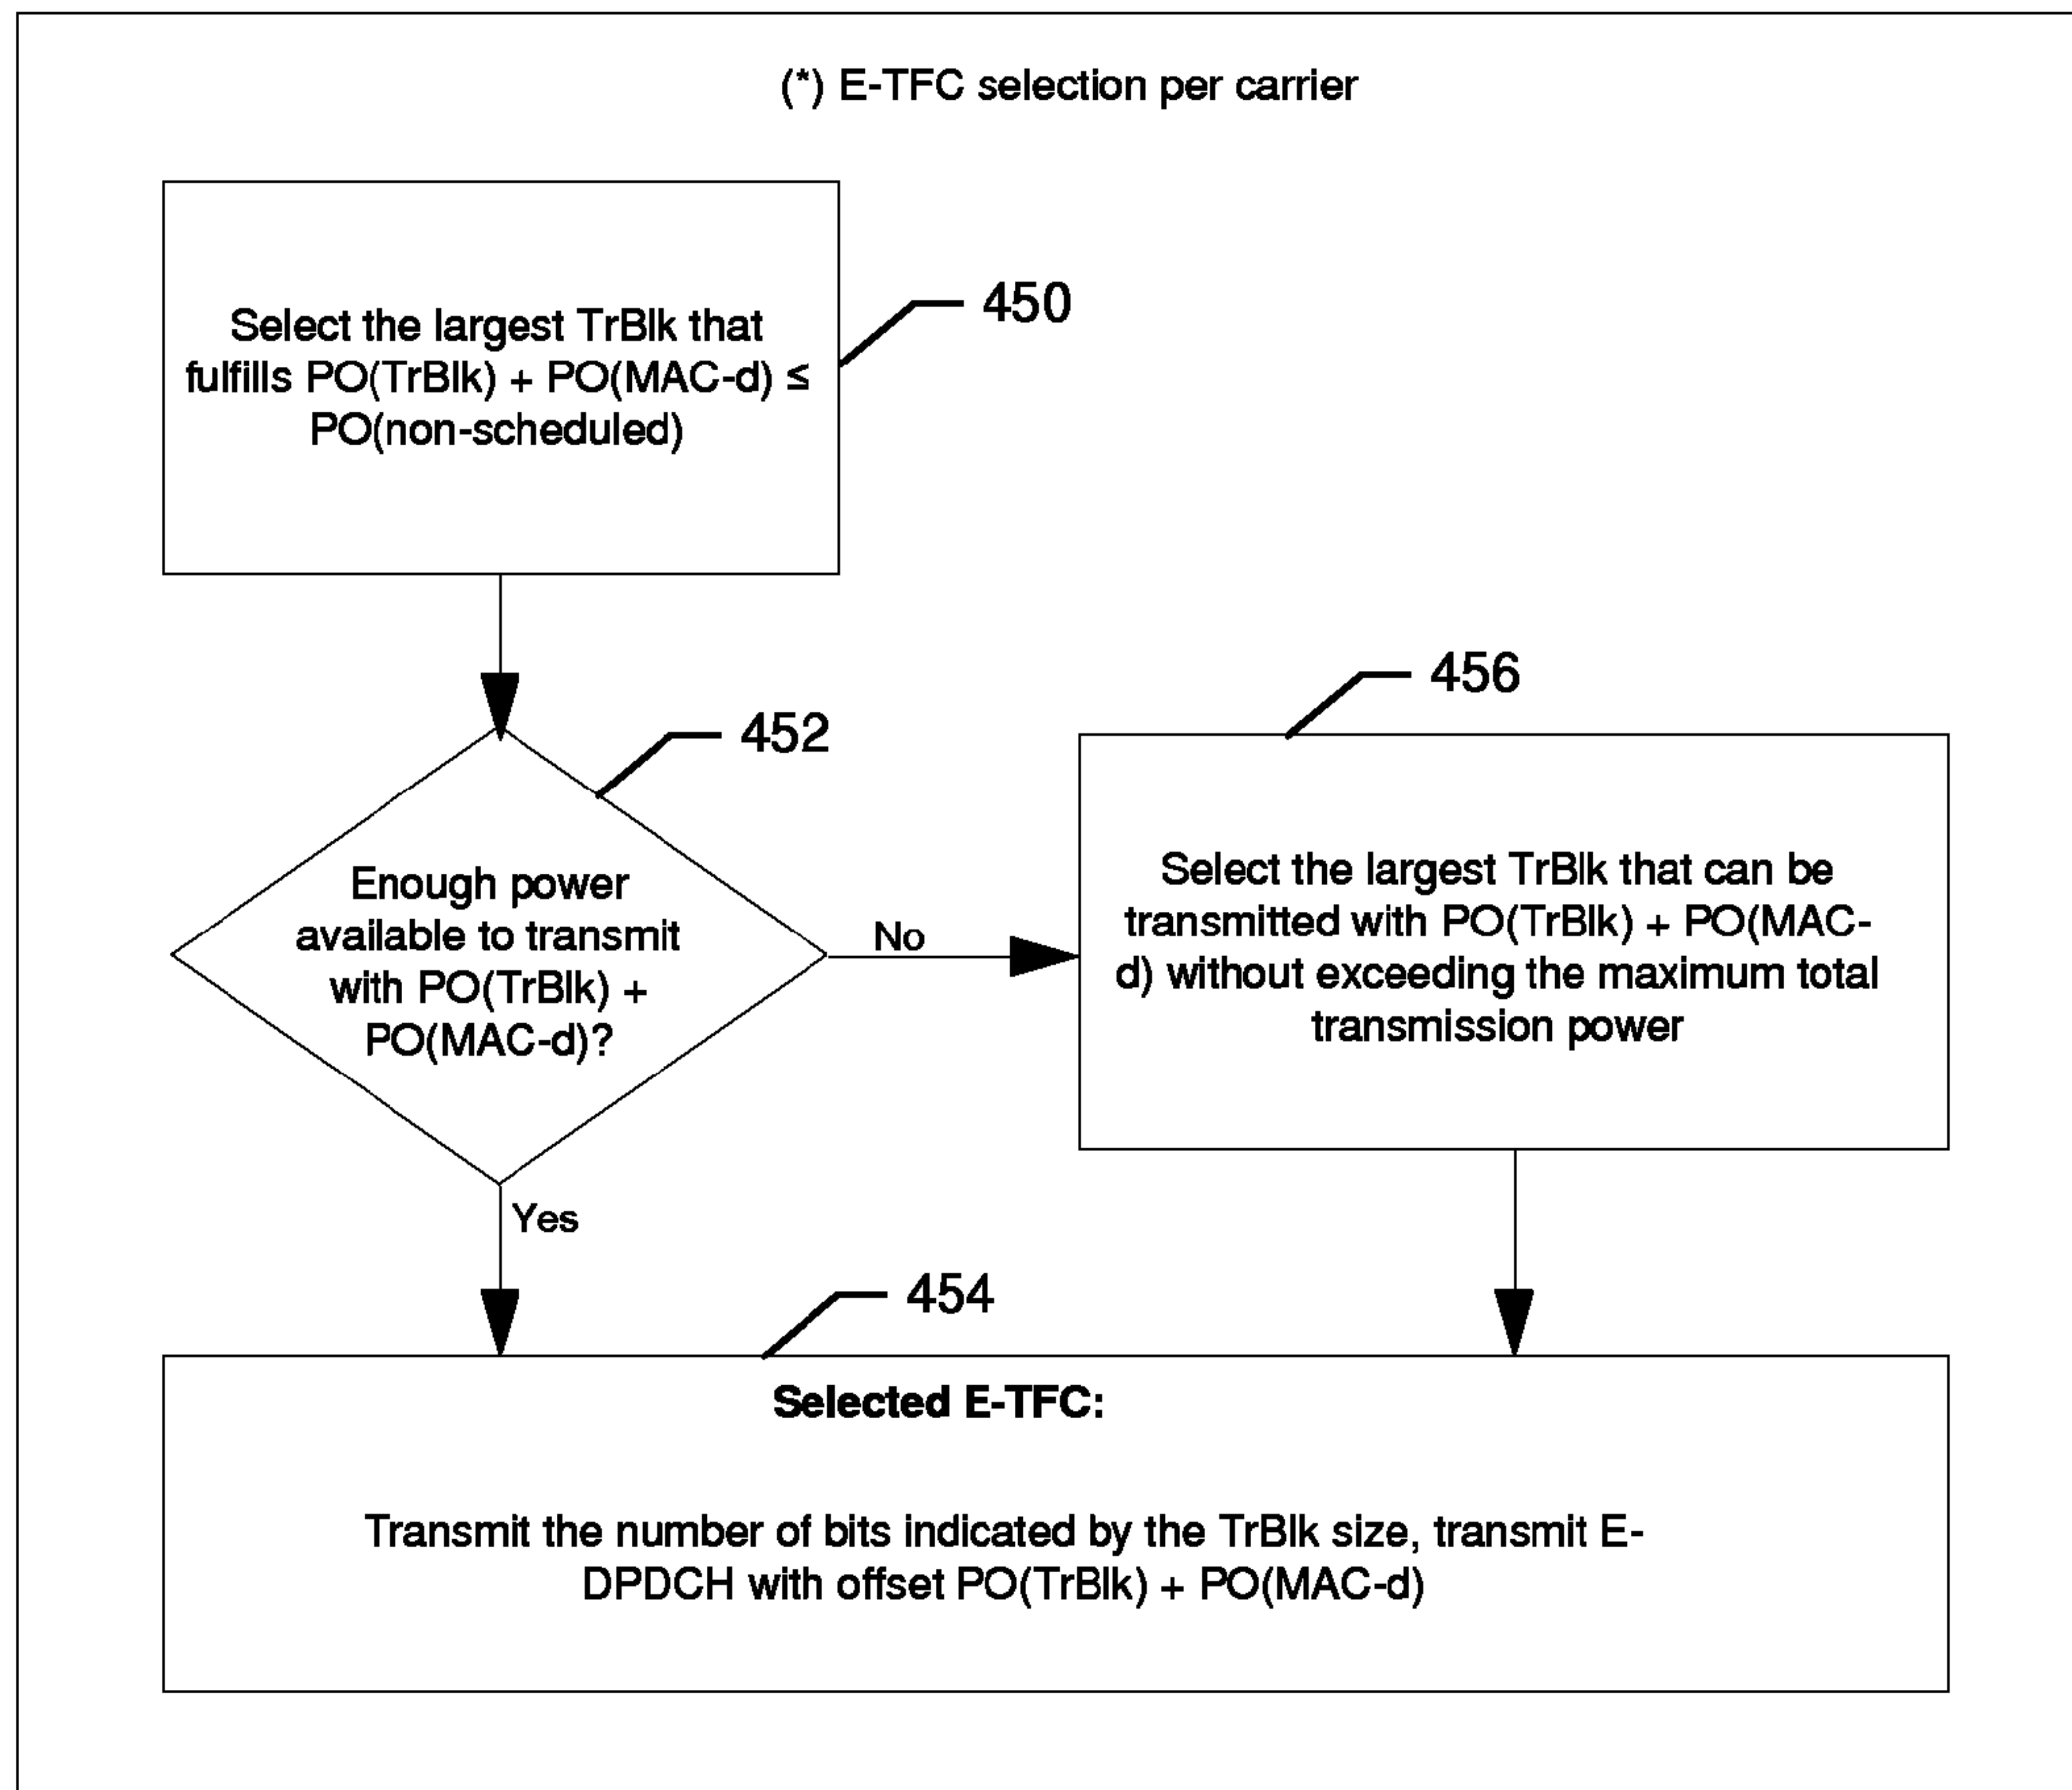 (*) E-TFC selection per carrier
Select the largest TrBlk that
fulfills PO(TrBlk) + PO(MAC-d) ≤
PO(non-scheduled)
450
452
Enough power
available to transmit
with PO(TrBlk) +
PO(MAC-d)?
No
Yes
456
Select the largest TrBlk that can be
transmitted with PO(TrBlk) + PO(MAC-
d) without exceeding the maximum total
transmission power
454
Selected E-TFC:
Transmit the number of bits indicated by the TrBlk size, transmit E-
DPDCH with offset PO(TrBlk) + PO(MAC-d)